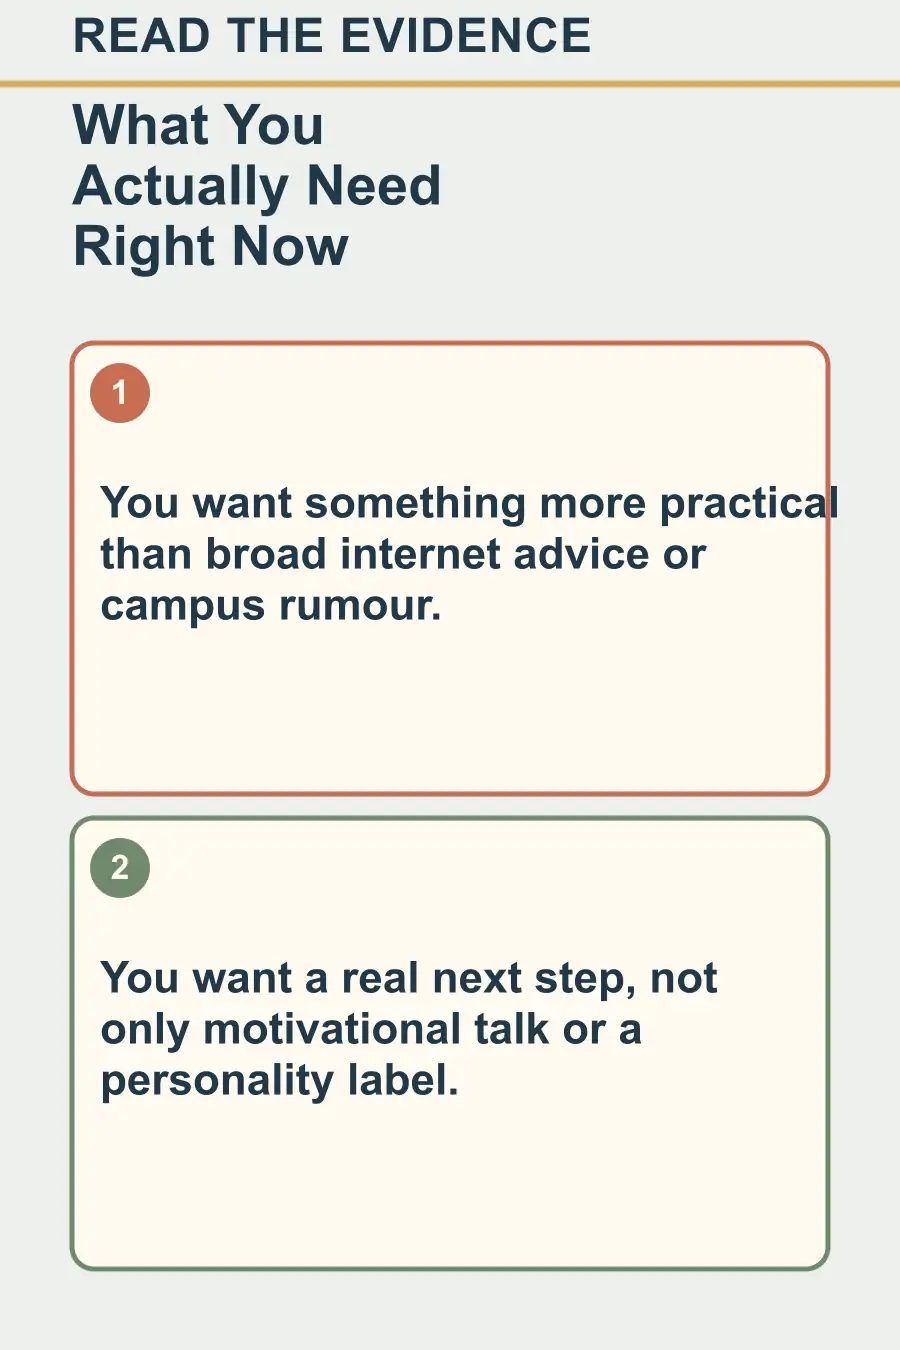 READ THE EVIDENCE
What You
Actually Need
Right Now
1
You want something more practical
than broad internet advice or
campus rumour.
2
You want a real next step, not
only motivational talk or a
personality label.